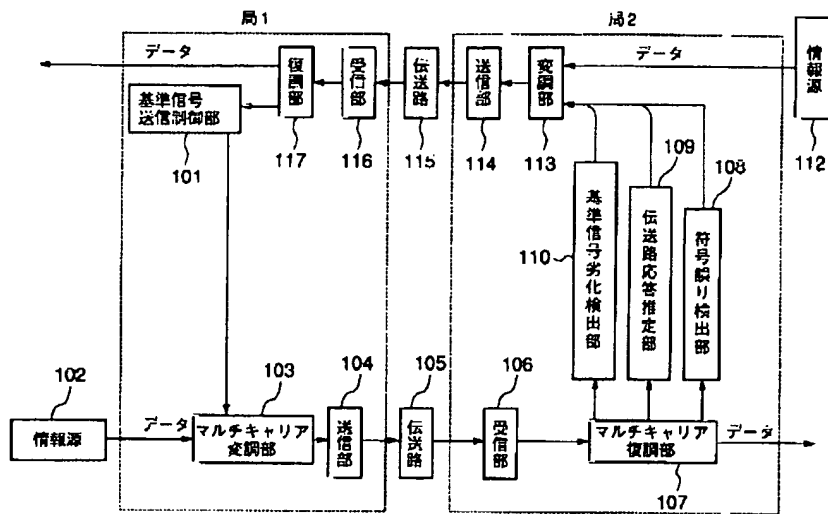 局1
局2
データ
復調部
受信部
伝送路
送信部
変調部
データ
情報源
基準信号
送信制御部
101
117
116
115
114
113
112
109
108
110
基準信号劣化検出部
伝送路応答推定部
符号誤り検出部
102
103
104
105
106
情報源
データ
マルチキャリア
変調部
送信部
伝送路
受信部
マルチキャリア
復調部
データ
107